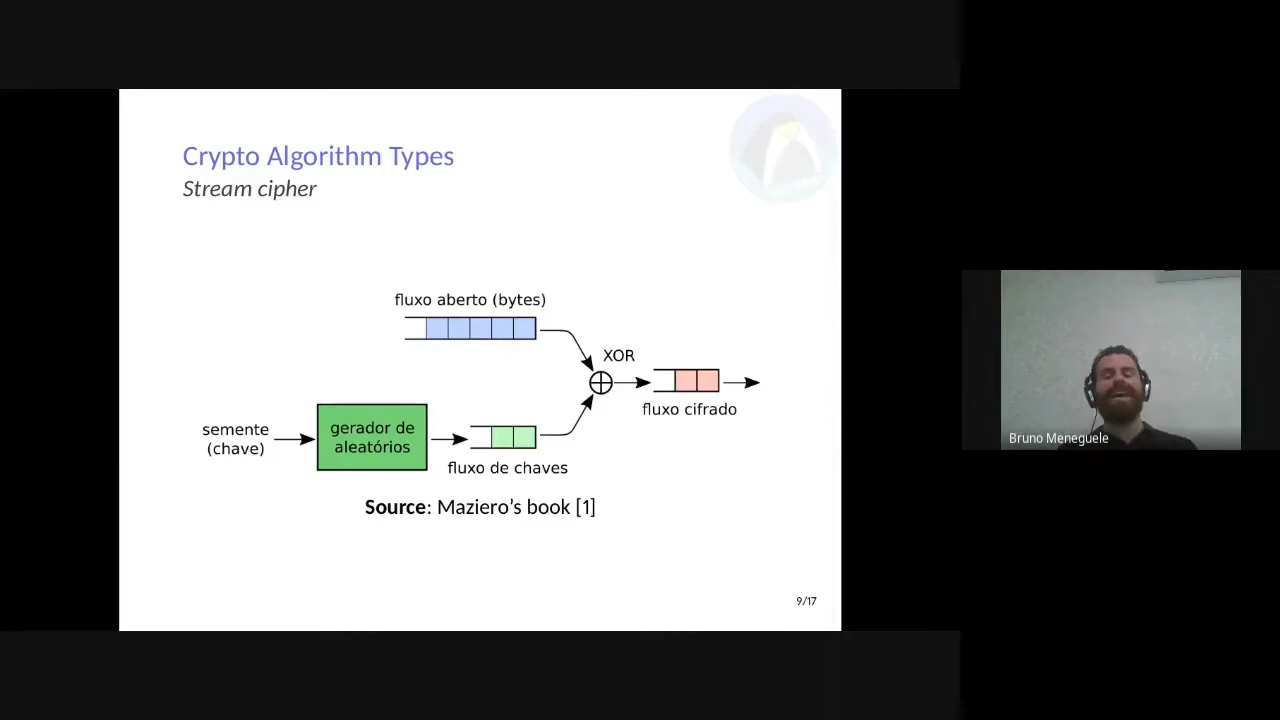 Crypto Algorithm Types
Stream cipher
fluxo aberto (bytes)
XOR
fluxo cifrado
semente
(chave)
gerador de
aleatórios
fluxo de chaves
Source: Maziero’s book [1]
9/17
Bruno Meneguele